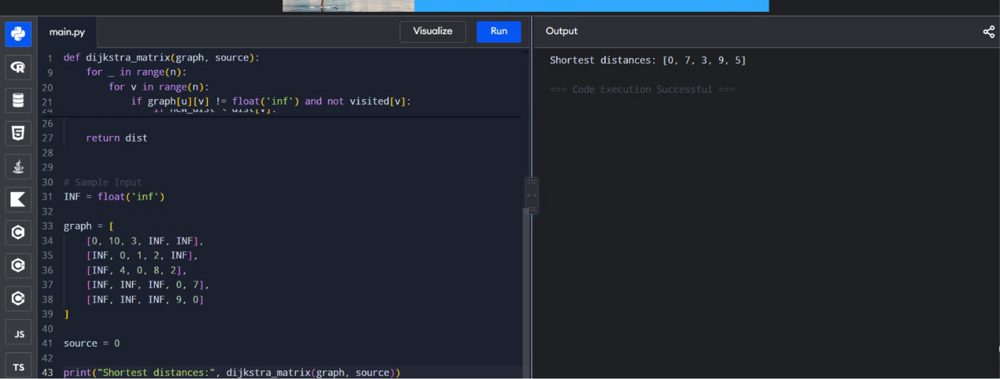 main.py
Visualize
Run
Output
1 def dijkstra_matrix(graph, source):
9 for _ in range(n):
20 for v in range(n):
21 if graph[u][v] != float('inf') and not visited[v]:
24 if new_dist < dist[v]:
26
27 return dist
28
29
30 # Sample Input
31 INF = float('inf')
32
33 graph = [
34 [0, 10, 3, INF, INF],
35 [INF, 0, 1, 2, INF],
36 [INF, 4, 0, 8, 2],
37 [INF, INF, INF, 0, 7],
38 [INF, INF, INF, 9, 0]
39 ]
40
41 source = 0
42
43 print("Shortest distances:", dijkstra_matrix(graph, source))
Shortest distances: [0, 7, 3, 9, 5]
=== Code Execution Successful ===
JS
TS